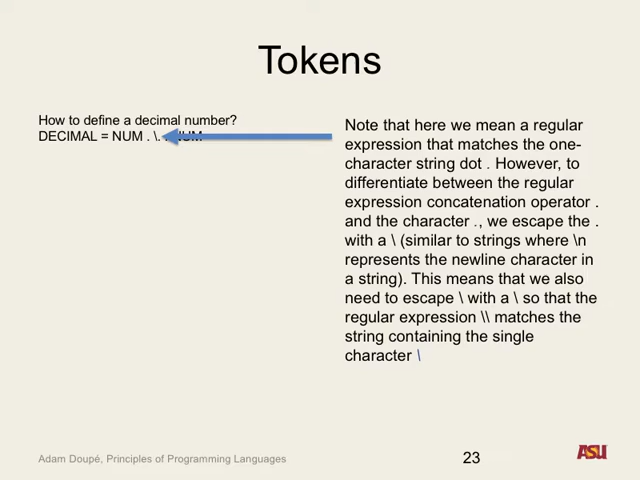 Tokens
How to define a decimal number?
DECIMAL = NUM . \. . NUM
Note that here we mean a regular
expression that matches the one-
character string dot . However, to
differentiate between the regular
expression concatenation operator .
and the character ., we escape the .
with a \ (similar to strings where \n
represents the newline character in
a string). This means that we also
need to escape \ with a \ so that the
regular expression \\ matches the
string containing the single
character \
Adam Doupé, Principles of Programming Languages
23
ASU